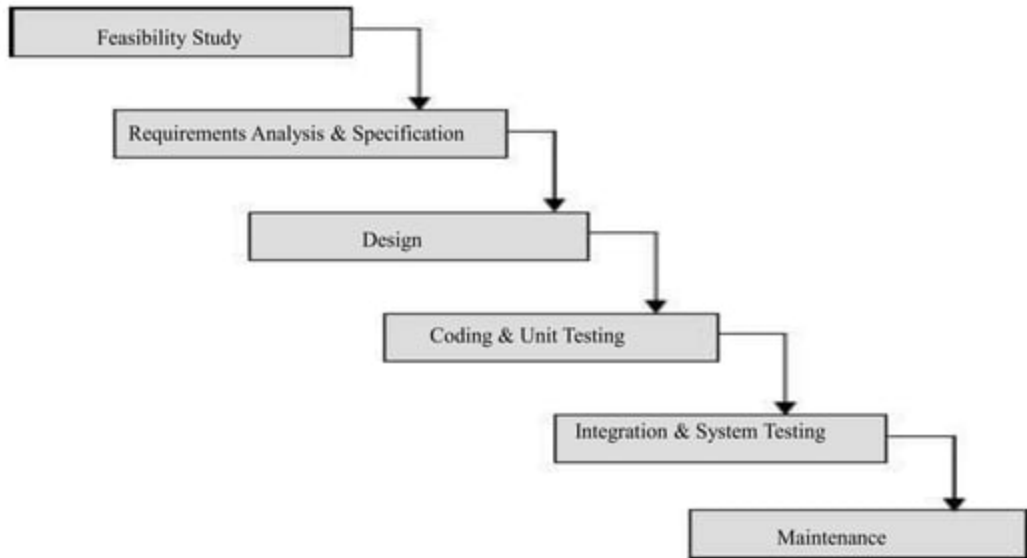 Feasibility Study
Requirements Analysis & Specification
Design
Coding & Unit Testing
Integration & System Testing
Maintenance